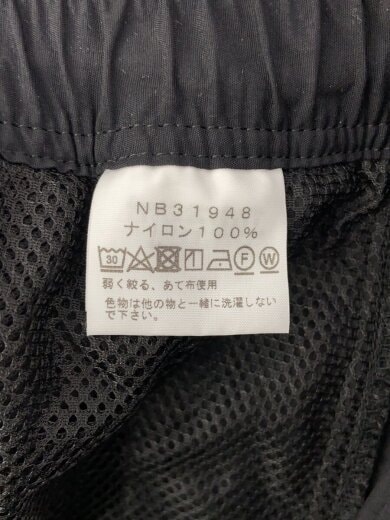 NB31948
ナイロン100%
30 F W
弱く絞る、あて布使用
色物は他の物と一緒に洗濯しない
で下さい。